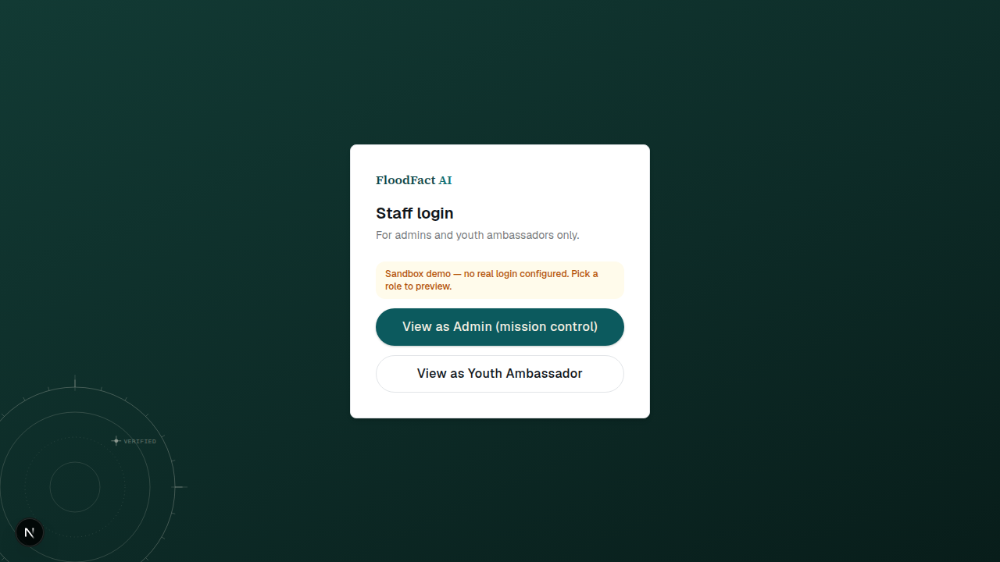 FloodFact AI
Staff login
For admins and youth ambassadors only.
Sandbox demo — no real login configured. Pick a
role to preview.
View as Admin (mission control)
View as Youth Ambassador
VERIFIED
N